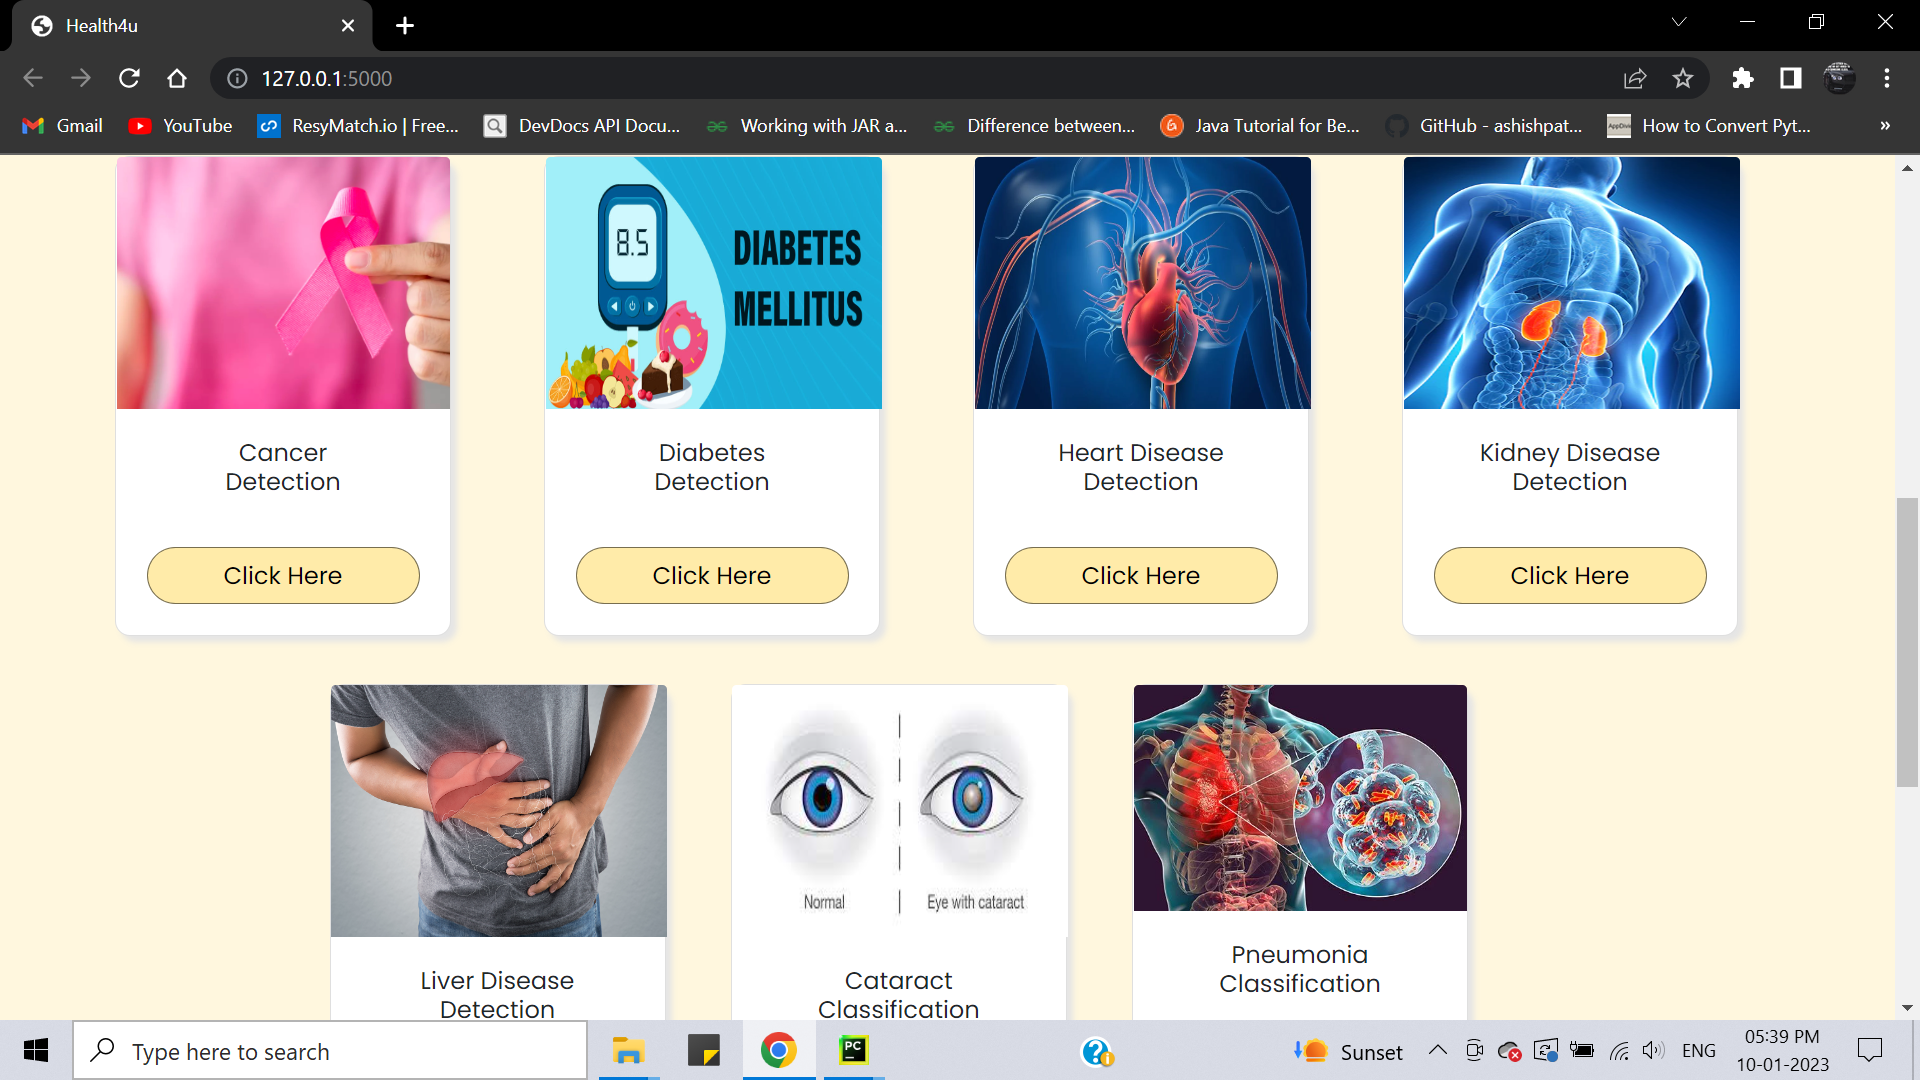 Health4u
127.0.0.1:5000
Gmail
YouTube
ResyMatch.io | Free...
DevDocs API Docu...
Working with JAR a...
Difference between...
Java Tutorial for Be...
GitHub - ashishpat...
How to Convert Pyt...
8.5
DIABETES
MELLITUS
Cancer
Detection
Diabetes
Detection
Heart Disease
Detection
Kidney Disease
Detection
Click Here
Click Here
Click Here
Click Here
Normal
Eye with cataract
Liver Disease
Detection
Cataract
Classification
Pneumonia
Classification
Type here to search
PC
Sunset
ENG
05:39 PM
10-01-2023